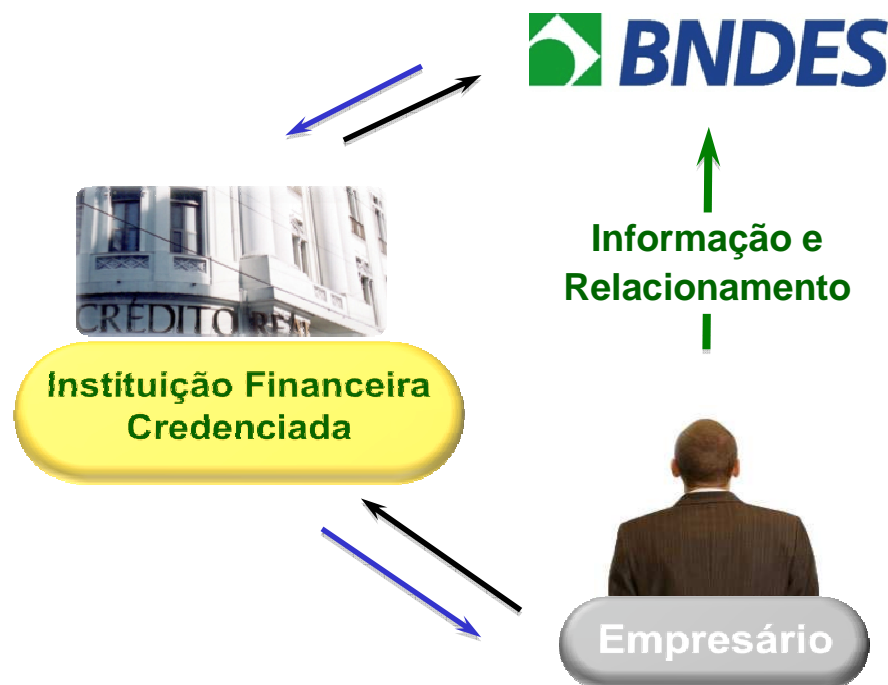 BNDES
Informação e
Relacionamento
CRÉDITO
Instituição Financeira
Credenciada
Empresário